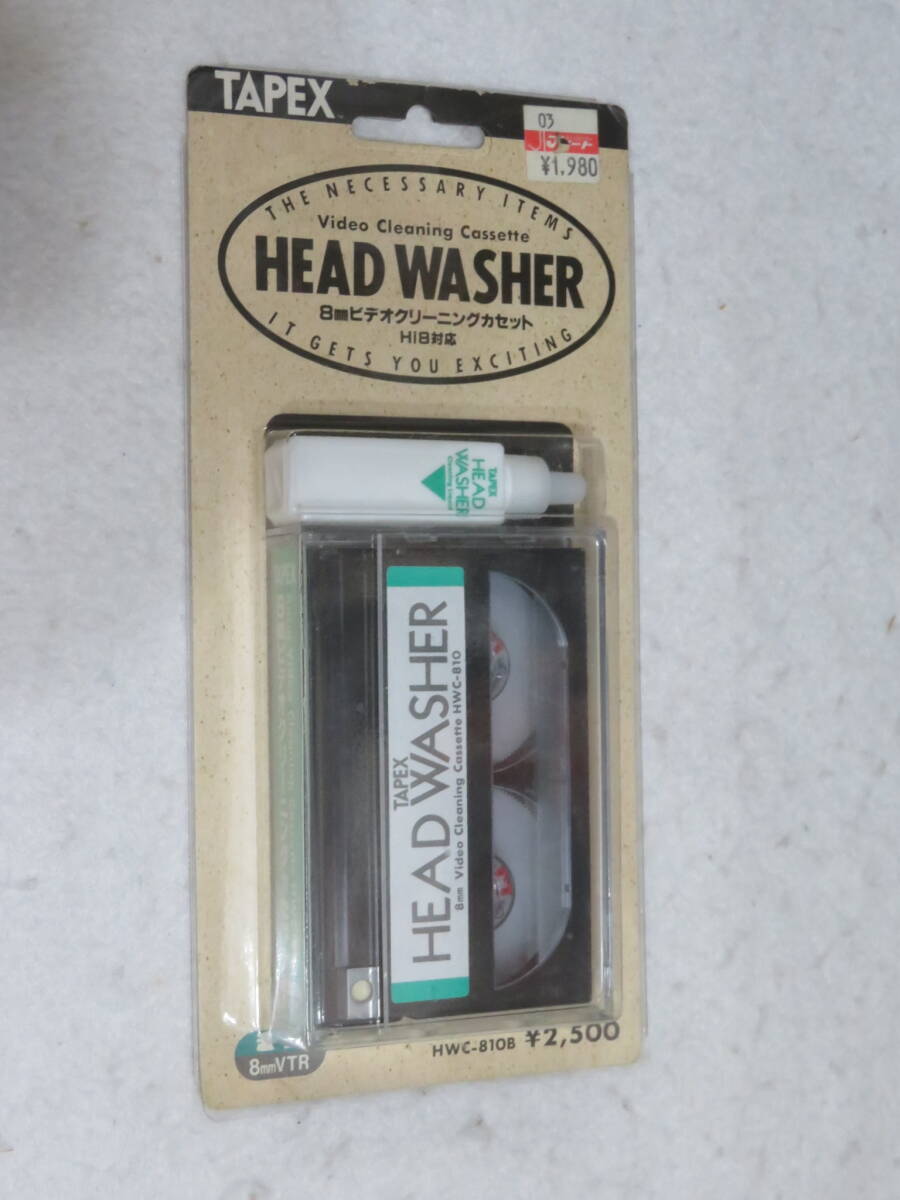 TAPEX
03
¥1,980
THE NECESSARY ITEMS
Video Cleaning Cassette
HEAD WASHER
8㎜ビデオクリーニングカセット
Hi8対応
IT GETS YOU EXCITING
TAPEX
HEAD
WASHER
Cleaning Liquid
TAPEX
HEAD WASHER
8mm Video Cleaning Cassette HWC-810
8mmVTR
HWC-810B ¥2,500